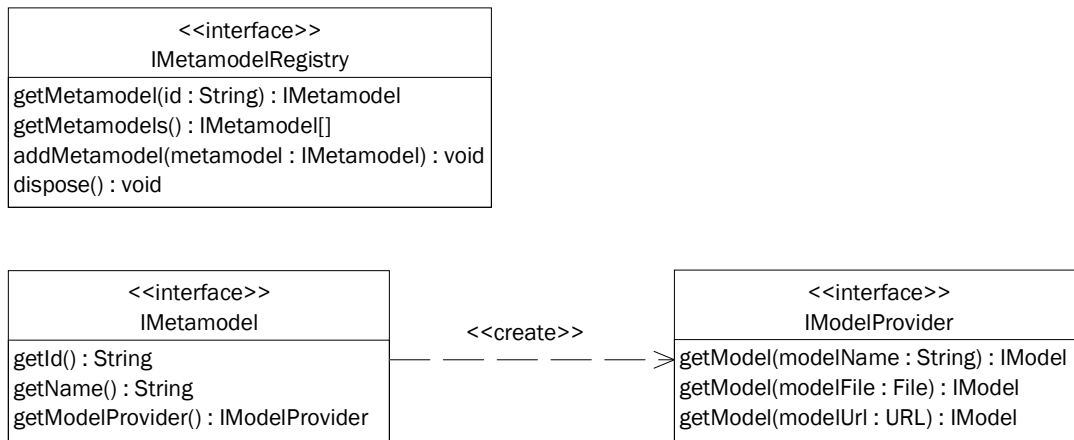 <<interface>>
IMetamodelRegistry
getMetamodel(id : String) : IMetamodel
getMetamodels() : IMetamodel[]
addMetamodel(metamodel : IMetamodel) : void
dispose() : void
<<interface>>
IMetamodel
getId() : String
getName() : String
getModelProvider() : IModelProvider
<<create>>
<<interface>>
IModelProvider
getModel(modelName : String) : IModel
getModel(modelFile : File) : IModel
getModel(modelUrl : URL) : IModel